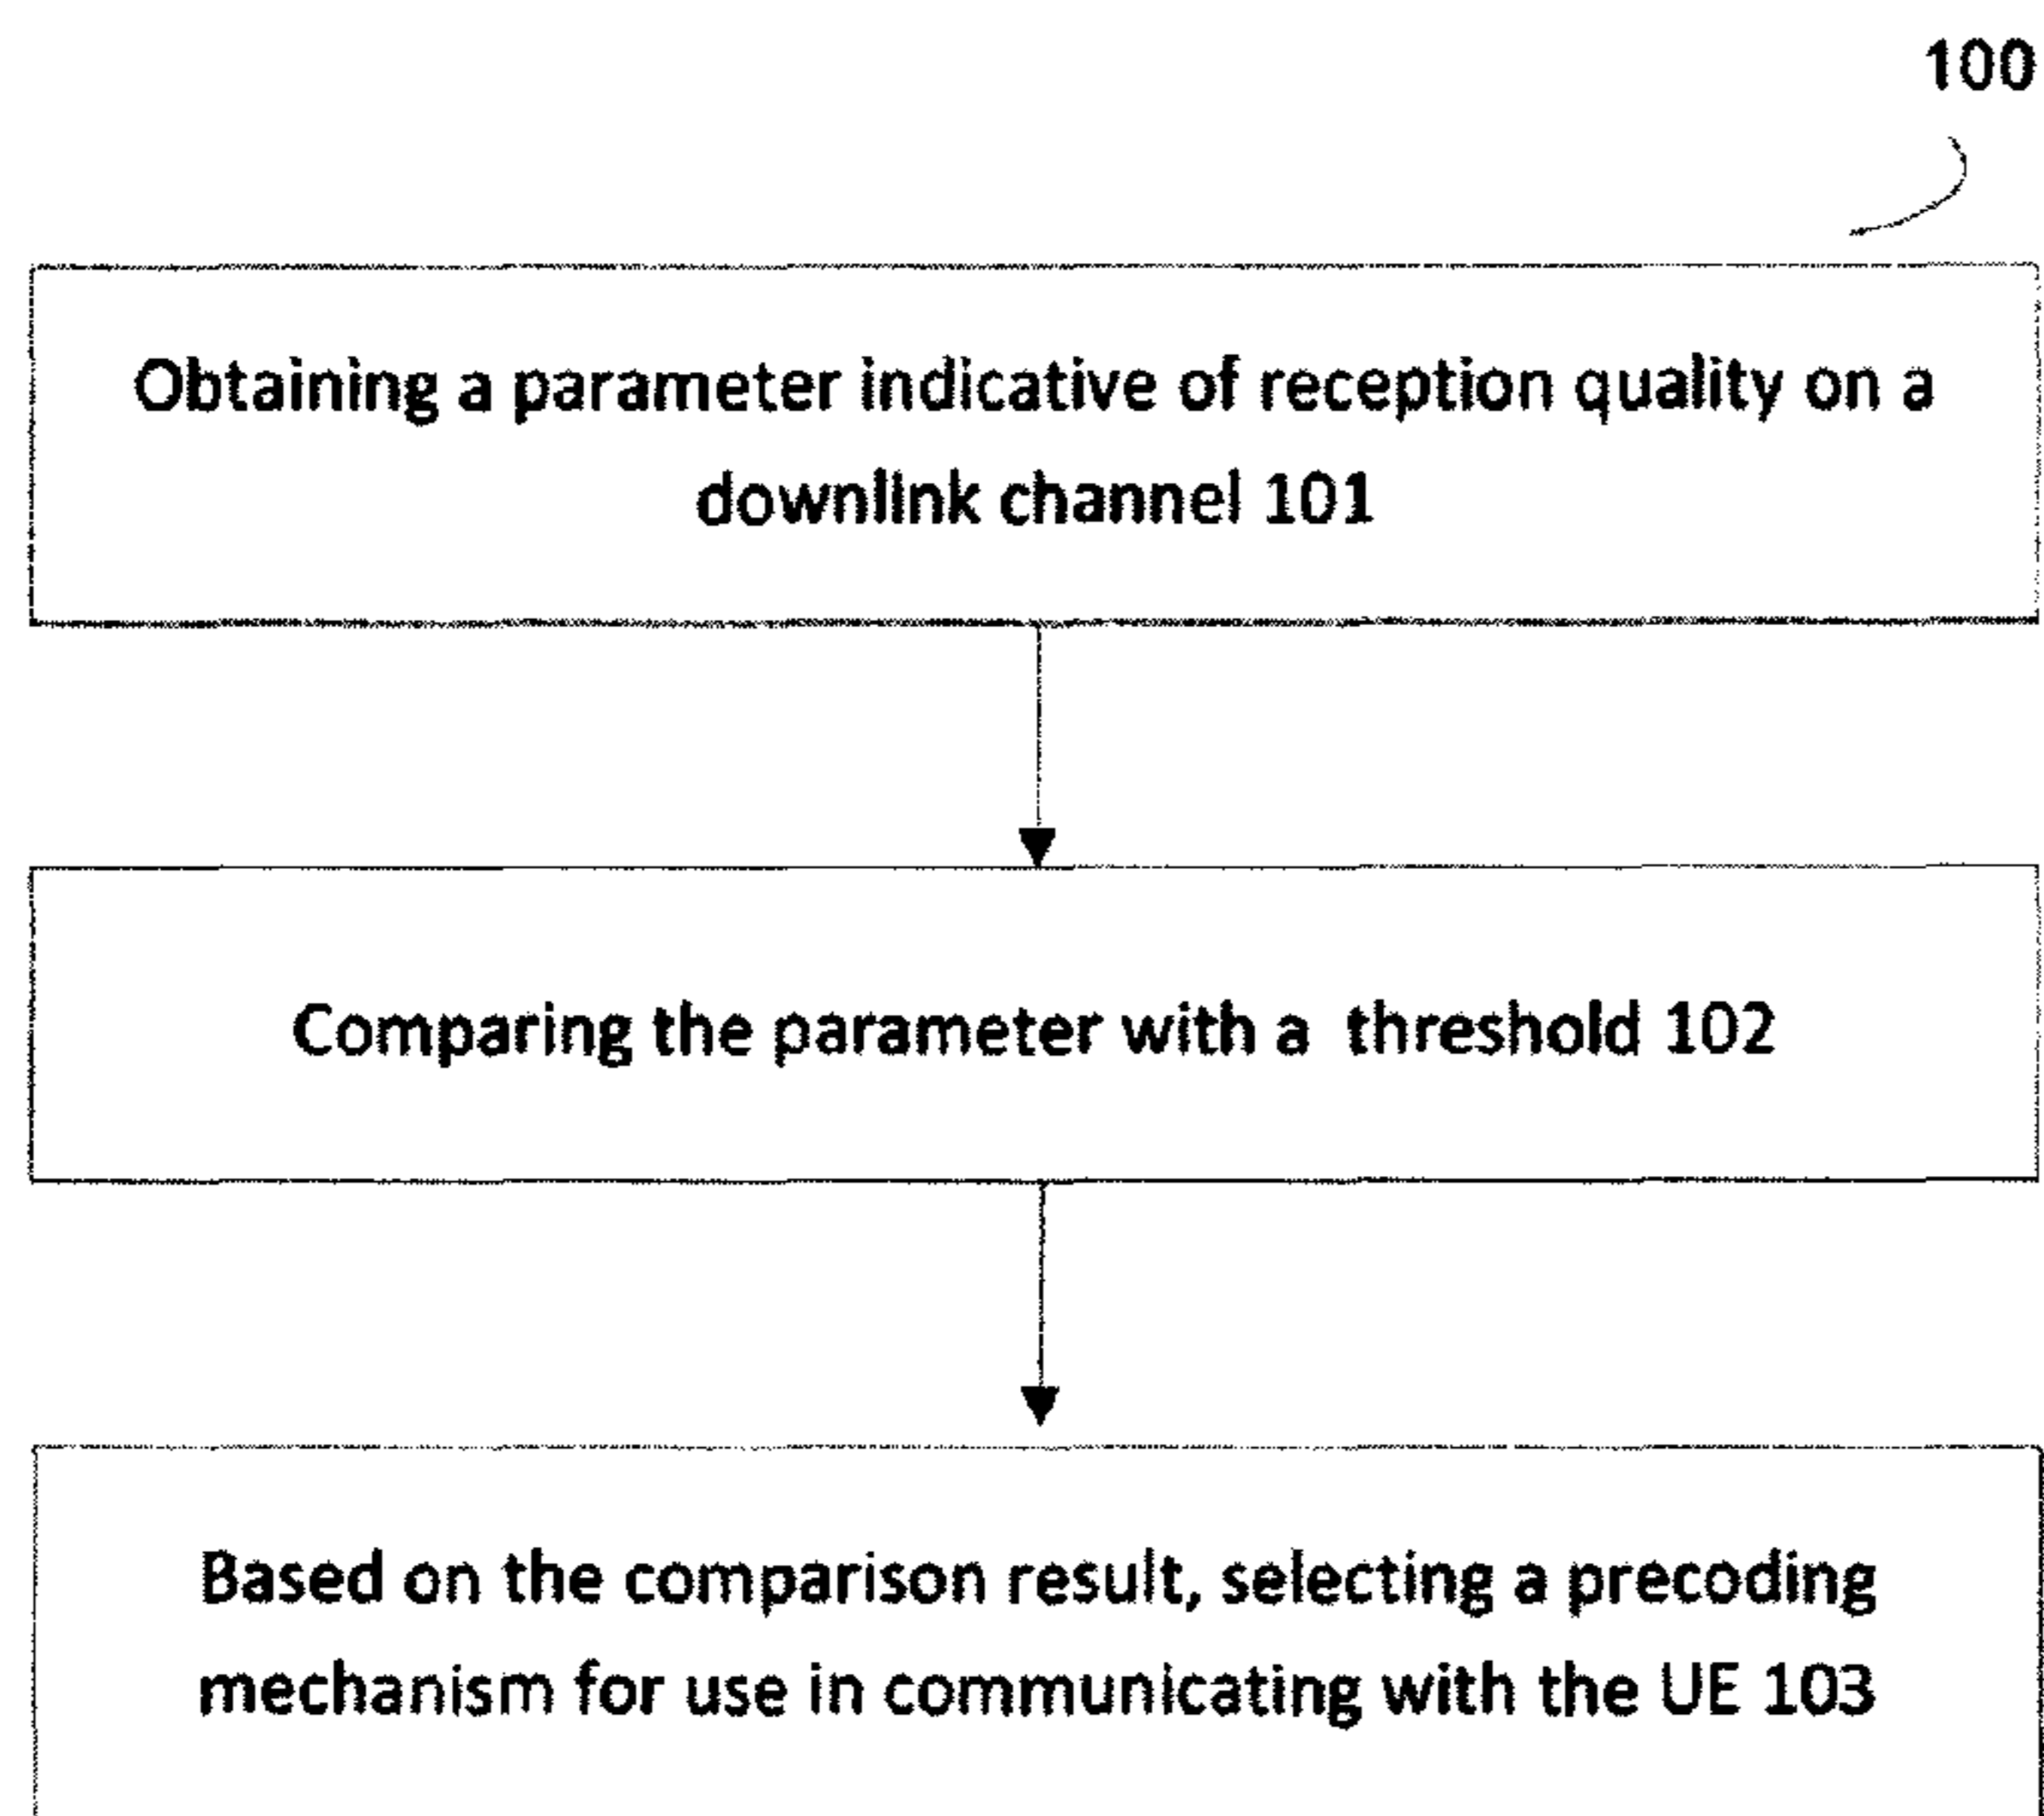 100
Obtaining a parameter indicative of reception quality on a
downlink channel 101
Comparing the parameter with a threshold 102
Based on the comparison result, selecting a precoding
mechanism for use in communicating with the UE 103